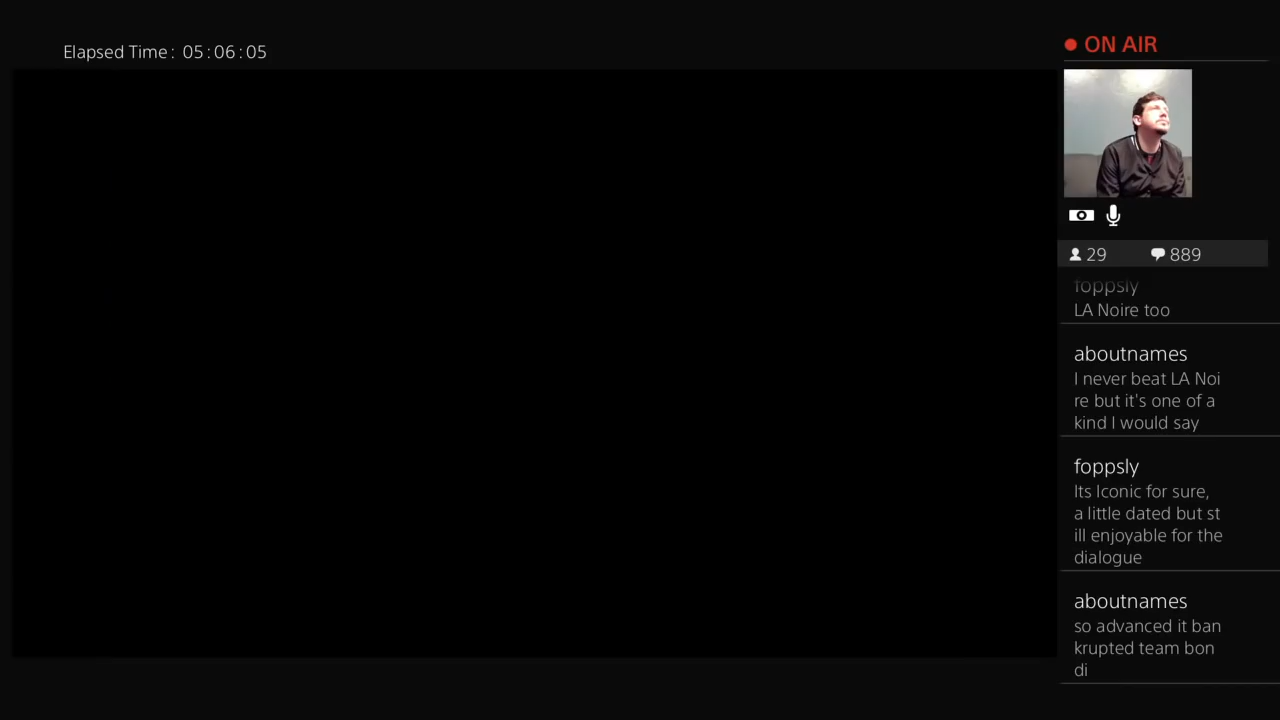 Elapsed Time: 05:06:05
ON AIR
29 889
foppsly
LA Noire too
aboutnames
I never beat LA Noi
re but it's one of a
kind I would say
foppsly
Its Iconic for sure,
a little dated but st
ill enjoyable for the
dialogue
aboutnames
so advanced it ban
krupted team bon
di